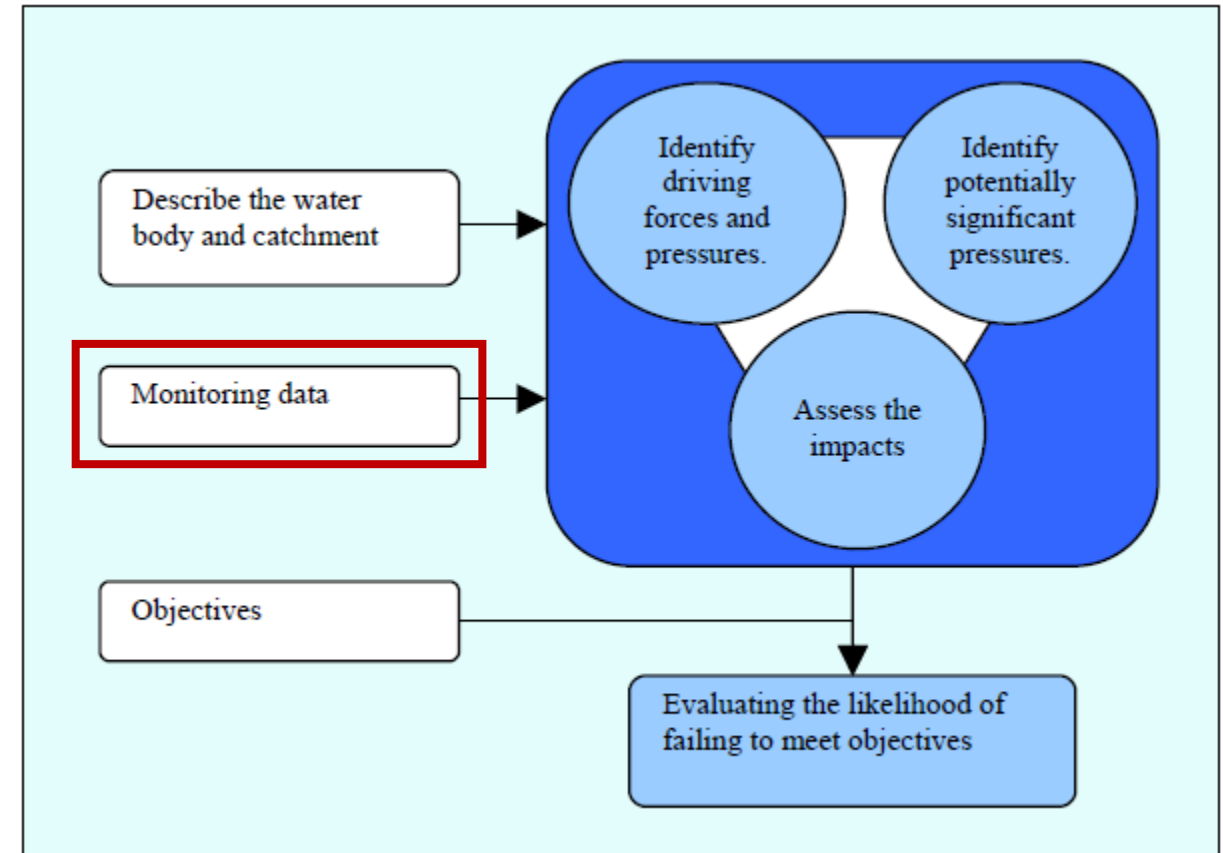 Describe the water
body and catchment
Monitoring data
Objectives
Identify
driving
forces and
pressures.
Identify
potentially
significant
pressures.
Assess the
impacts
Evaluating the likelihood of
failing to meet objectives